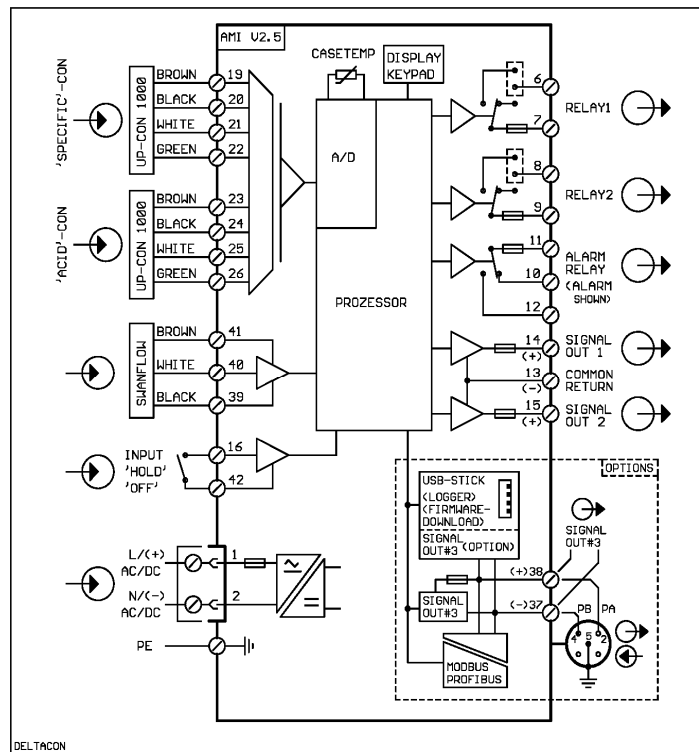 AMI V2.5
CASETEMP
DISPLAY
KEYPAD
'SPECIFIC'-CON
UP-CON 1000
BROWN 19
BLACK 20
WHITE 21
GREEN 22
'ACID'-CON
UP-CON 1000
BROWN 23
BLACK 24
WHITE 25
GREEN 26
A/D
PROZESSOR
6
RELAY1
7
8
RELAY2
9
11
ALARM
RELAY
10
(ALARM
SHOWN)
12
14 SIGNAL
(+) OUT 1
13 COMMON
(-) RETURN
15 SIGNAL
(+) OUT 2
SWANFLOW
BROWN 41
WHITE 40
BLACK 39
INPUT 16
'HOLD'
'OFF' 42
L/(+) 1
AC/DC
N/(-) 2
AC/DC
PE
OPTIONS
USB-STICK
(LOGGER)
(FIRMWARE-
DOWNLOAD)
SIGNAL
OUT#3 (OPTION)
SIGNAL
OUT#3
(+)38
SIGNAL
OUT#3
(-)37
PB PA
4 5 2
MODBUS
PROFIBUS
DELTACON